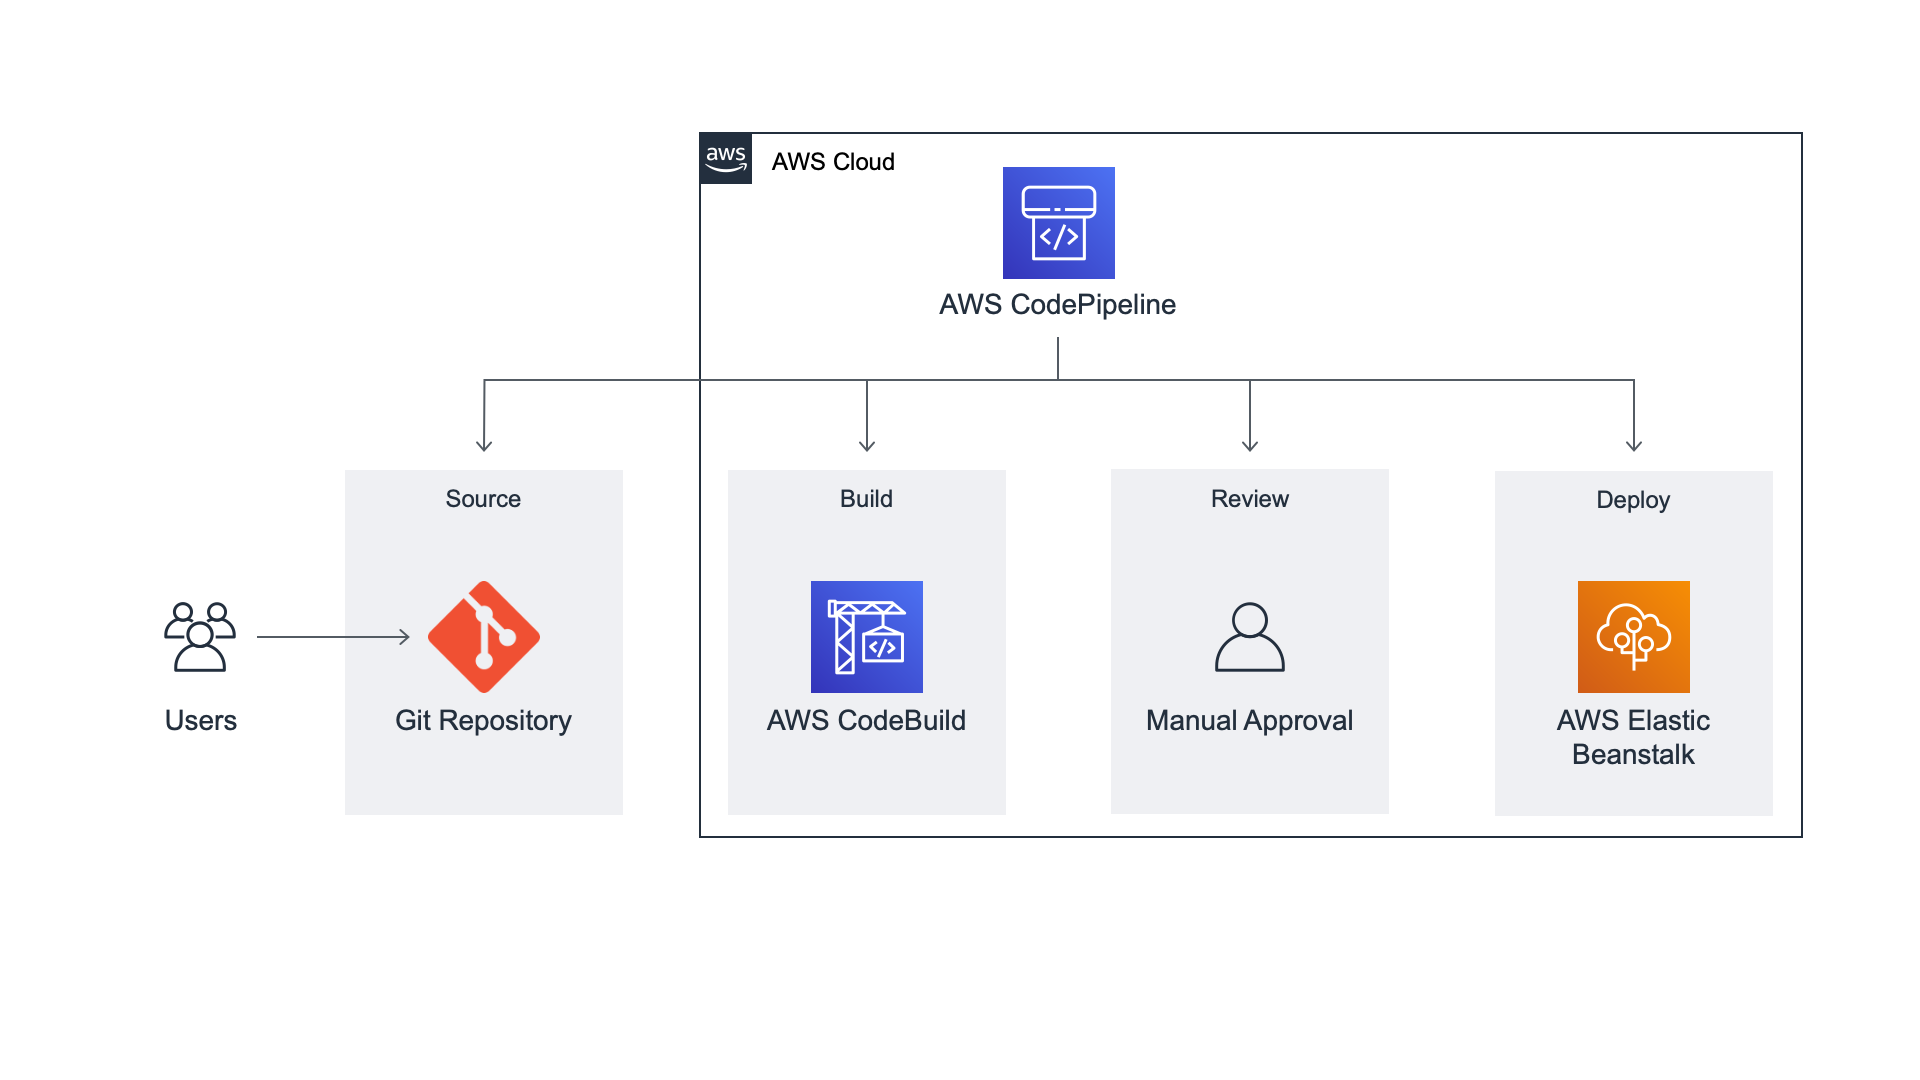 aws
AWS Cloud
</>
AWS CodePipeline
Source
Build
Review
Deploy
</>
Users
Git Repository
AWS CodeBuild
Manual Approval
AWS Elastic
Beanstalk